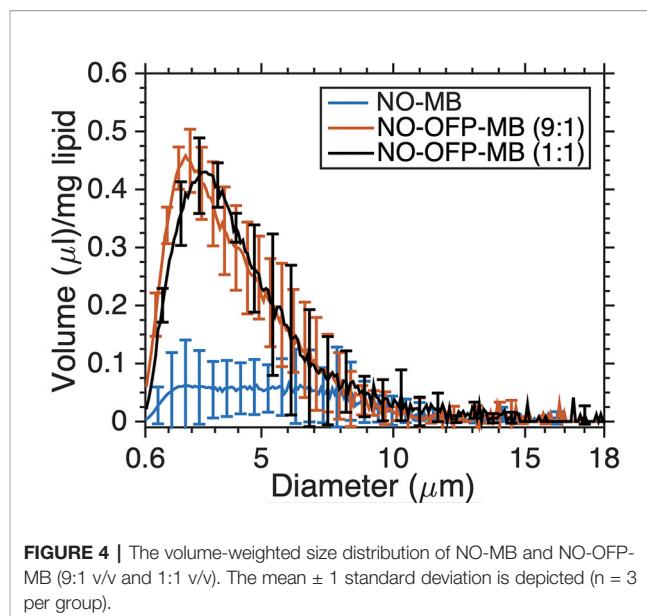 0.6
NO-MB
NO-OFP-MB (9:1)
NO-OFP-MB (1:1)
0.5
0.4
0.3
0.2
0.1
0
Volume (μl)/mg lipid
0.6 5 10 15 18
Diameter (μm)
FIGURE 4 | The volume-weighted size distribution of NO-MB and NO-OFP-
MB (9:1 v/v and 1:1 v/v). The mean ± 1 standard deviation is depicted (n = 3
per group).